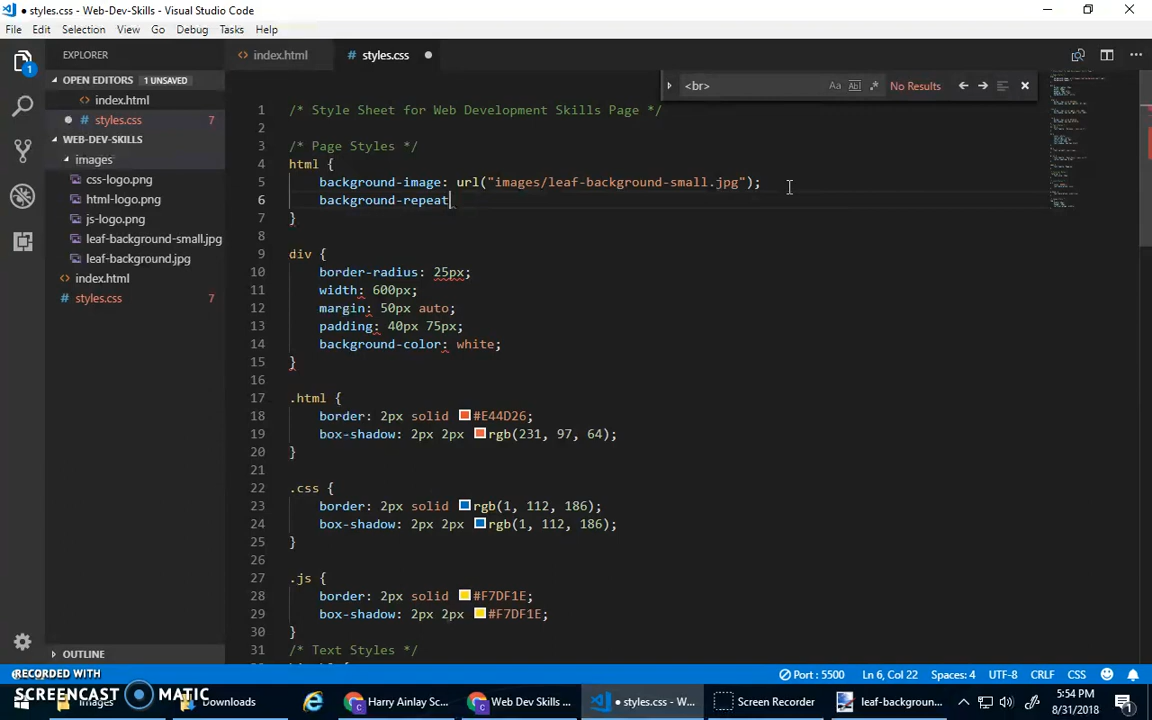 styles.css - Web-Dev-Skills - Visual Studio Code
File Edit Selection View Go Debug Tasks Help
EXPLORER
<> index.html
# styles.css
OPEN EDITORS 1 UNSAVED
<> index.html
# styles.css 7
WEB-DEV-SKILLS
images
css-logo.png
html-logo.png
js-logo.png
leaf-background-small.jpg
leaf-background.jpg
<> index.html
# styles.css 7
OUTLINE
1
<br> Aa Abl .* No Results
1 /* Style Sheet for Web Development Skills Page */
2
3 /* Page Styles */
4 html {
5 background-image: url("images/leaf-background-small.jpg");
6 background-repeat
7 }
8
9 div {
10 border-radius: 25px;
11 width: 600px;
12 margin: 50px auto;
13 padding: 40px 75px;
14 background-color: white;
15 }
16
17 .html {
18 border: 2px solid #E44D26;
19 box-shadow: 2px 2px rgb(231, 97, 64);
20 }
21
22 .css {
23 border: 2px solid rgb(1, 112, 186);
24 box-shadow: 2px 2px rgb(1, 112, 186);
25 }
26
27 .js {
28 border: 2px solid #F7DF1E;
29 box-shadow: 2px 2px #F7DF1E;
30 }
31 /* Text Styles */
Port : 5500 Ln 6, Col 22 Spaces: 4 UTF-8 CRLF CSS 1
RECORDED WITH
SCREENCAST MATIC
Images Downloads Harry Ainlay Sc... Web Dev Skills ... styles.css - W... Screen Recorder leaf-backgroun...
5:54 PM
8/31/2018